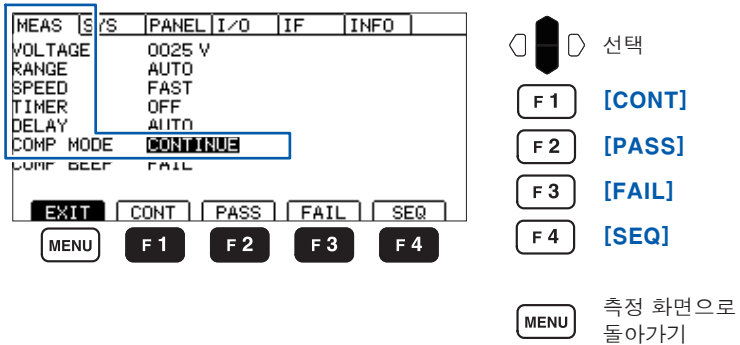 MEAS SYS PANEL I/O IF INFO
VOLTAGE 0025 V
RANGE AUTO
SPEED FAST
TIMER OFF
DELAY AUTO
COMP MODE CONTINUE
COMP BEEP FAIL
EXIT CONT PASS FAIL SEQ
MENU F 1 F 2 F 3 F 4
선택
F 1 [CONT]
F 2 [PASS]
F 3 [FAIL]
F 4 [SEQ]
MENU 측정 화면으로
돌아가기